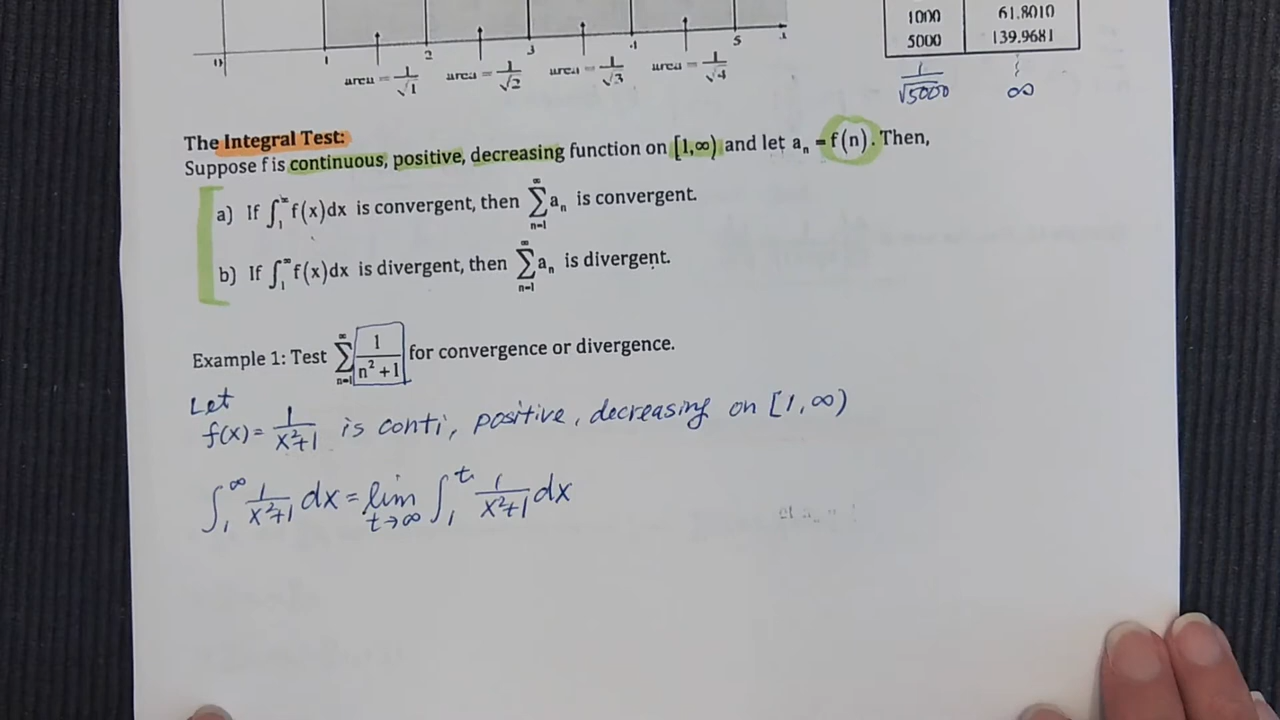 1000 61.8010
5000 139.9681
0 1 2 3 4 5 x
area = 1/√1 area = 1/√2 area = 1/√3 area = 1/√4
1/√5000 ⋮ ∞
The Integral Test:
Suppose f is continuous, positive, decreasing function on [1,∞) and let aₙ = f(n). Then,
a) If ∫₁^∞ f(x)dx is convergent, then ∑_{n=1}^∞ aₙ is convergent.
b) If ∫₁^∞ f(x)dx is divergent, then ∑_{n=1}^∞ aₙ is divergent.
Example 1: Test ∑_{n=1}^∞ 1/(n²+1) for convergence or divergence.
Let
f(x) = 1/(x²+1) is conti, positive, decreasing on [1,∞)
∫₁^∞ 1/(x²+1) dx = lim_{t→∞} ∫₁^t 1/(x²+1) dx